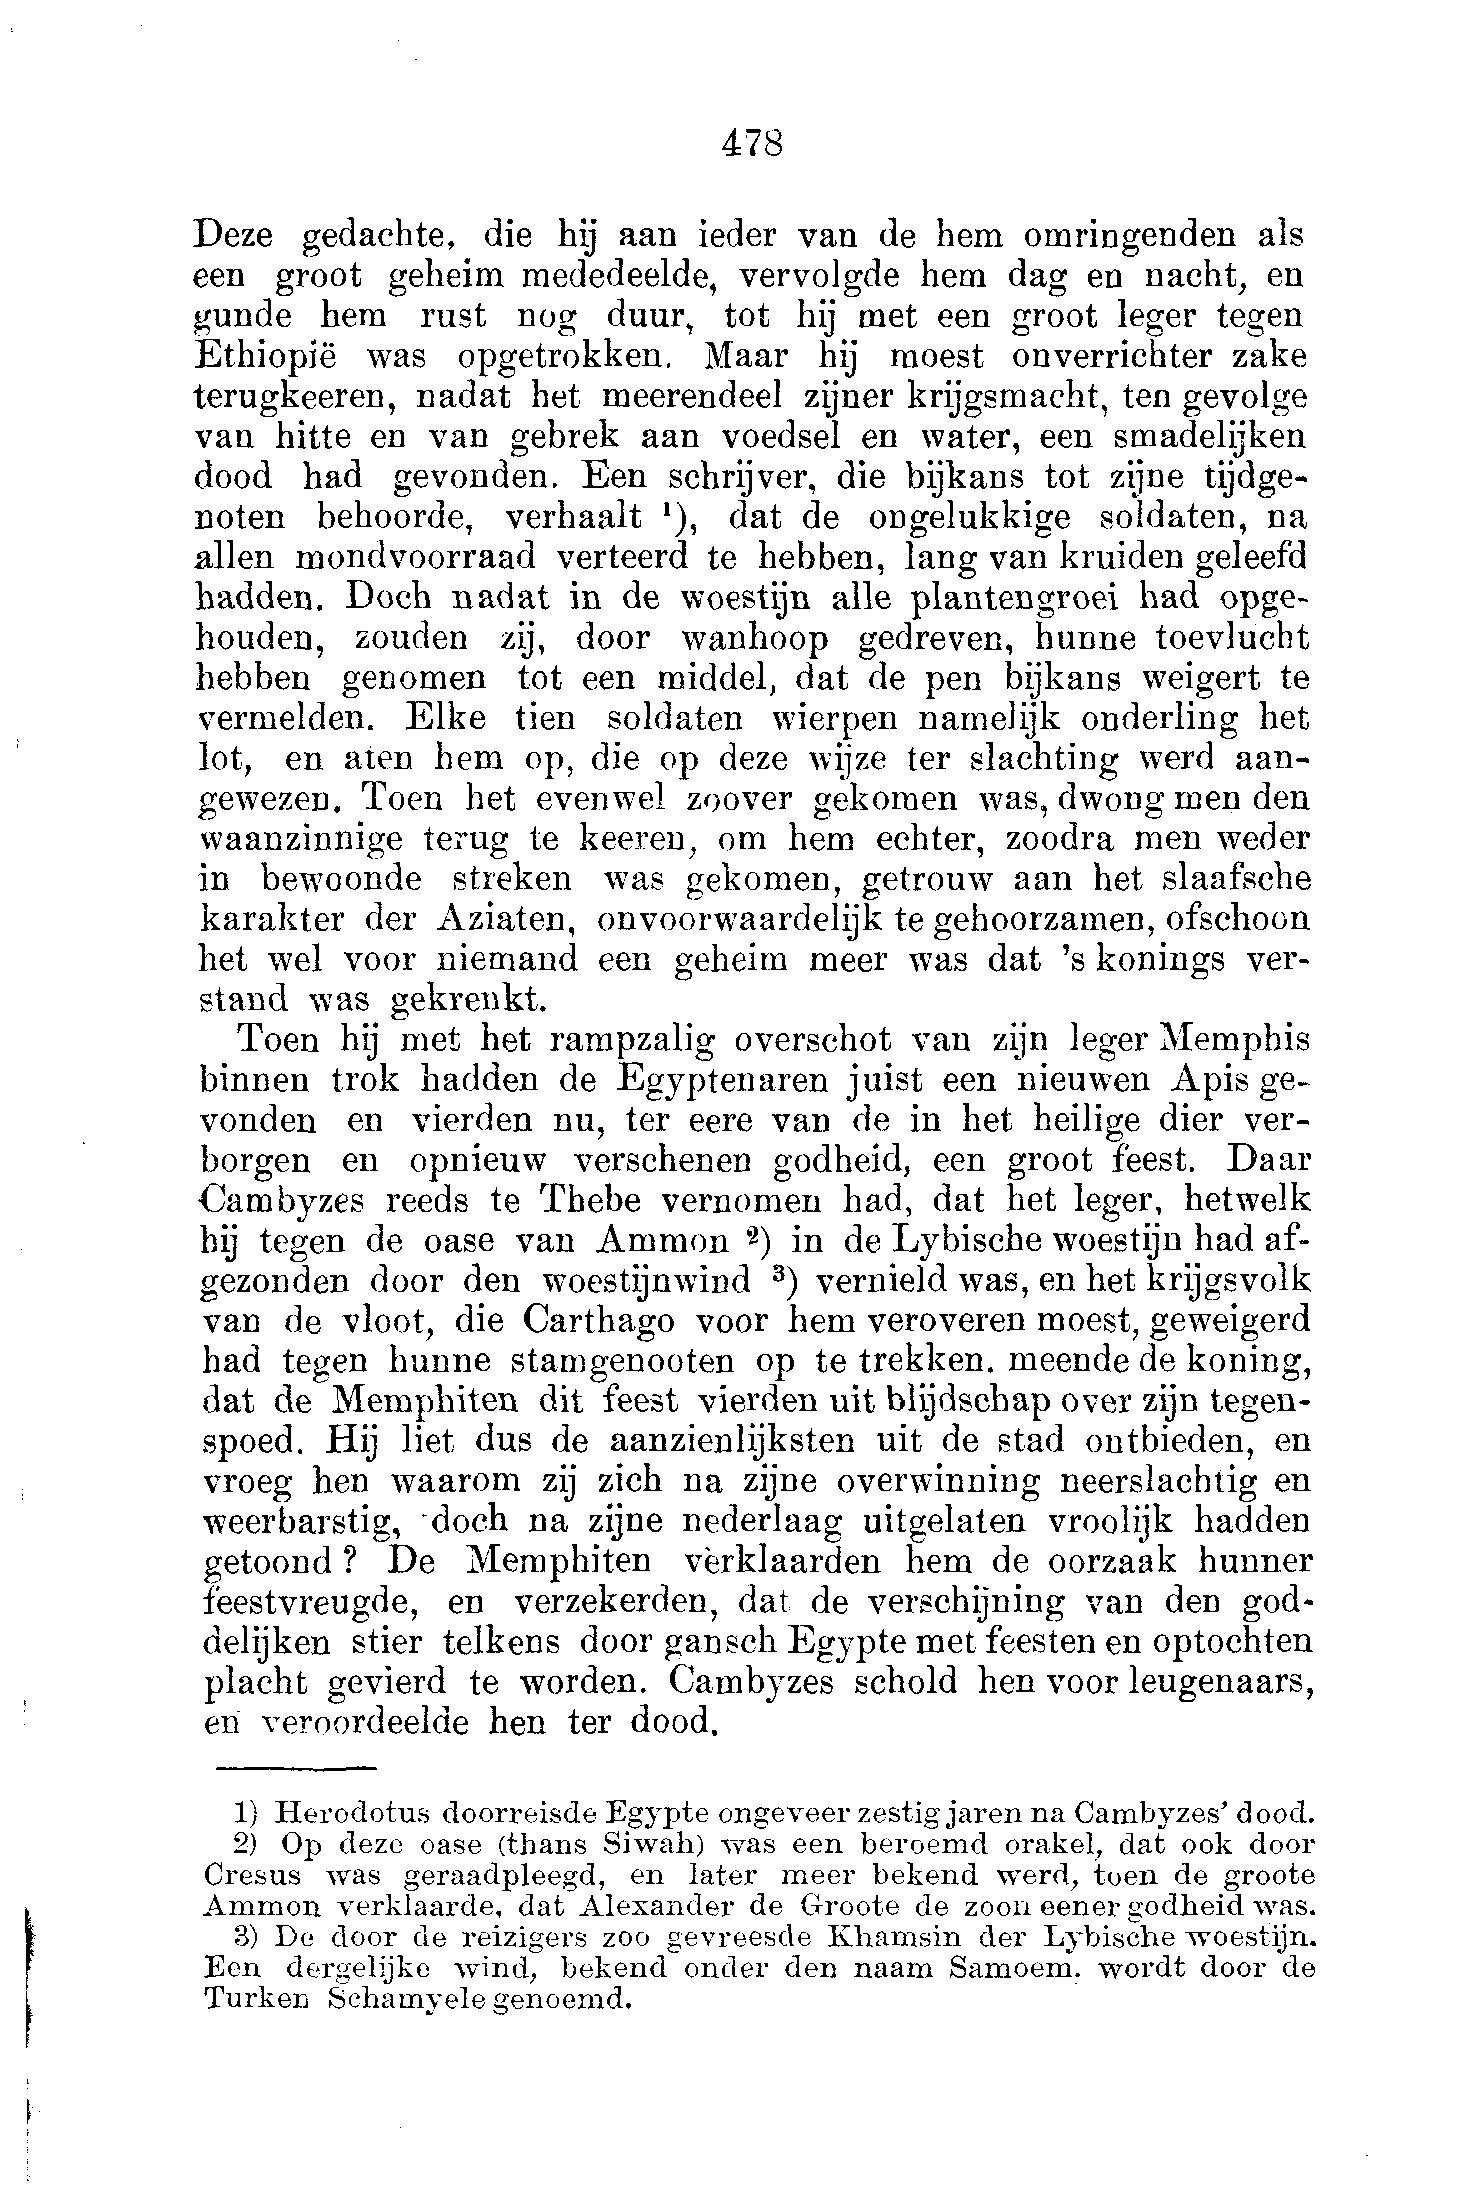 478
Deze gedachte, die hij aan ieder van de hem omringenden als
een groot geheim mededeelde, vervolgde hem dag en nacht, en
gunde hem rust nog duur, tot hij met een groot leger tegen
Ethiopië was opgetrokken. Maar hij moest onverrichter zake
terugkeeren, nadat het meerendeel zijner krijgsmacht, ten gevolge
van hitte en van gebrek aan voedsel en water, een smadelijken
dood had gevonden. Een schrijver, die bijkans tot zijne tijdge-
noten behoorde, verhaalt ¹), dat de ongelukkige soldaten, na
allen mondvoorraad verteerd te hebben, lang van kruiden geleefd
hadden. Doch nadat in de woestijn alle plantengroei had opge-
houden, zouden zij, door wanhoop gedreven, hunne toevlucht
hebben genomen tot een middel, dat de pen bijkans weigert te
vermelden. Elke tien soldaten wierpen namelijk onderling het
lot, en aten hem op, die op deze wijze ter slachting werd aan-
gewezen. Toen het evenwel zoover gekomen was, dwong men den
waanzinnige terug te keeren, om hem echter, zoodra men weder
in bewoonde streken was gekomen, getrouw aan het slaafsche
karakter der Aziaten, onvoorwaardelijk te gehoorzamen, ofschoon
het wel voor niemand een geheim meer was dat 's konings ver-
stand was gekrenkt.
Toen hij met het rampzalig overschot van zijn leger Memphis
binnen trok hadden de Egyptenaren juist een nieuwen Apis ge-
vonden en vierden nu, ter eere van de in het heilige dier ver-
borgen en opnieuw verschenen godheid, een groot feest. Daar
Cambyzes reeds te Thebe vernomen had, dat het leger, hetwelk
hij tegen de oase van Ammon ²) in de Lybische woestijn had af-
gezonden door den woestijnwind ³) vernield was, en het krijgsvolk
van de vloot, die Carthago voor hem veroveren moest, geweigerd
had tegen hunne stamgenooten op te trekken. meende de koning,
dat de Memphiten dit feest vierden uit blijdschap over zijn tegen-
spoed. Hij liet dus de aanzienlijksten uit de stad ontbieden, en
vroeg hen waarom zij zich na zijne overwinning neerslachtig en
weerbarstig, doch na zijne nederlaag uitgelaten vroolijk hadden
getoond? De Memphiten verklaarden hem de oorzaak hunner
feestvreugde, en verzekerden, dat de verschijning van den god-
delijken stier telkens door gansch Egypte met feesten en optochten
placht gevierd te worden. Cambyzes schold hen voor leugenaars,
en veroordeelde hen ter dood.
1) Herodotus doorreisde Egypte ongeveer zestig jaren na Cambyzes' dood.
2) Op deze oase (thans Siwah) was een beroemd orakel, dat ook door
Cresus was geraadpleegd, en later meer bekend werd, toen de groote
Ammon verklaarde, dat Alexander de Groote de zoon eener godheid was.
3) De door de reizigers zoo gevreesde Khamsin der Lybische woestijn.
Een dergelijke wind, bekend onder den naam Samoem. wordt door de
Turken Schamyele genoemd.